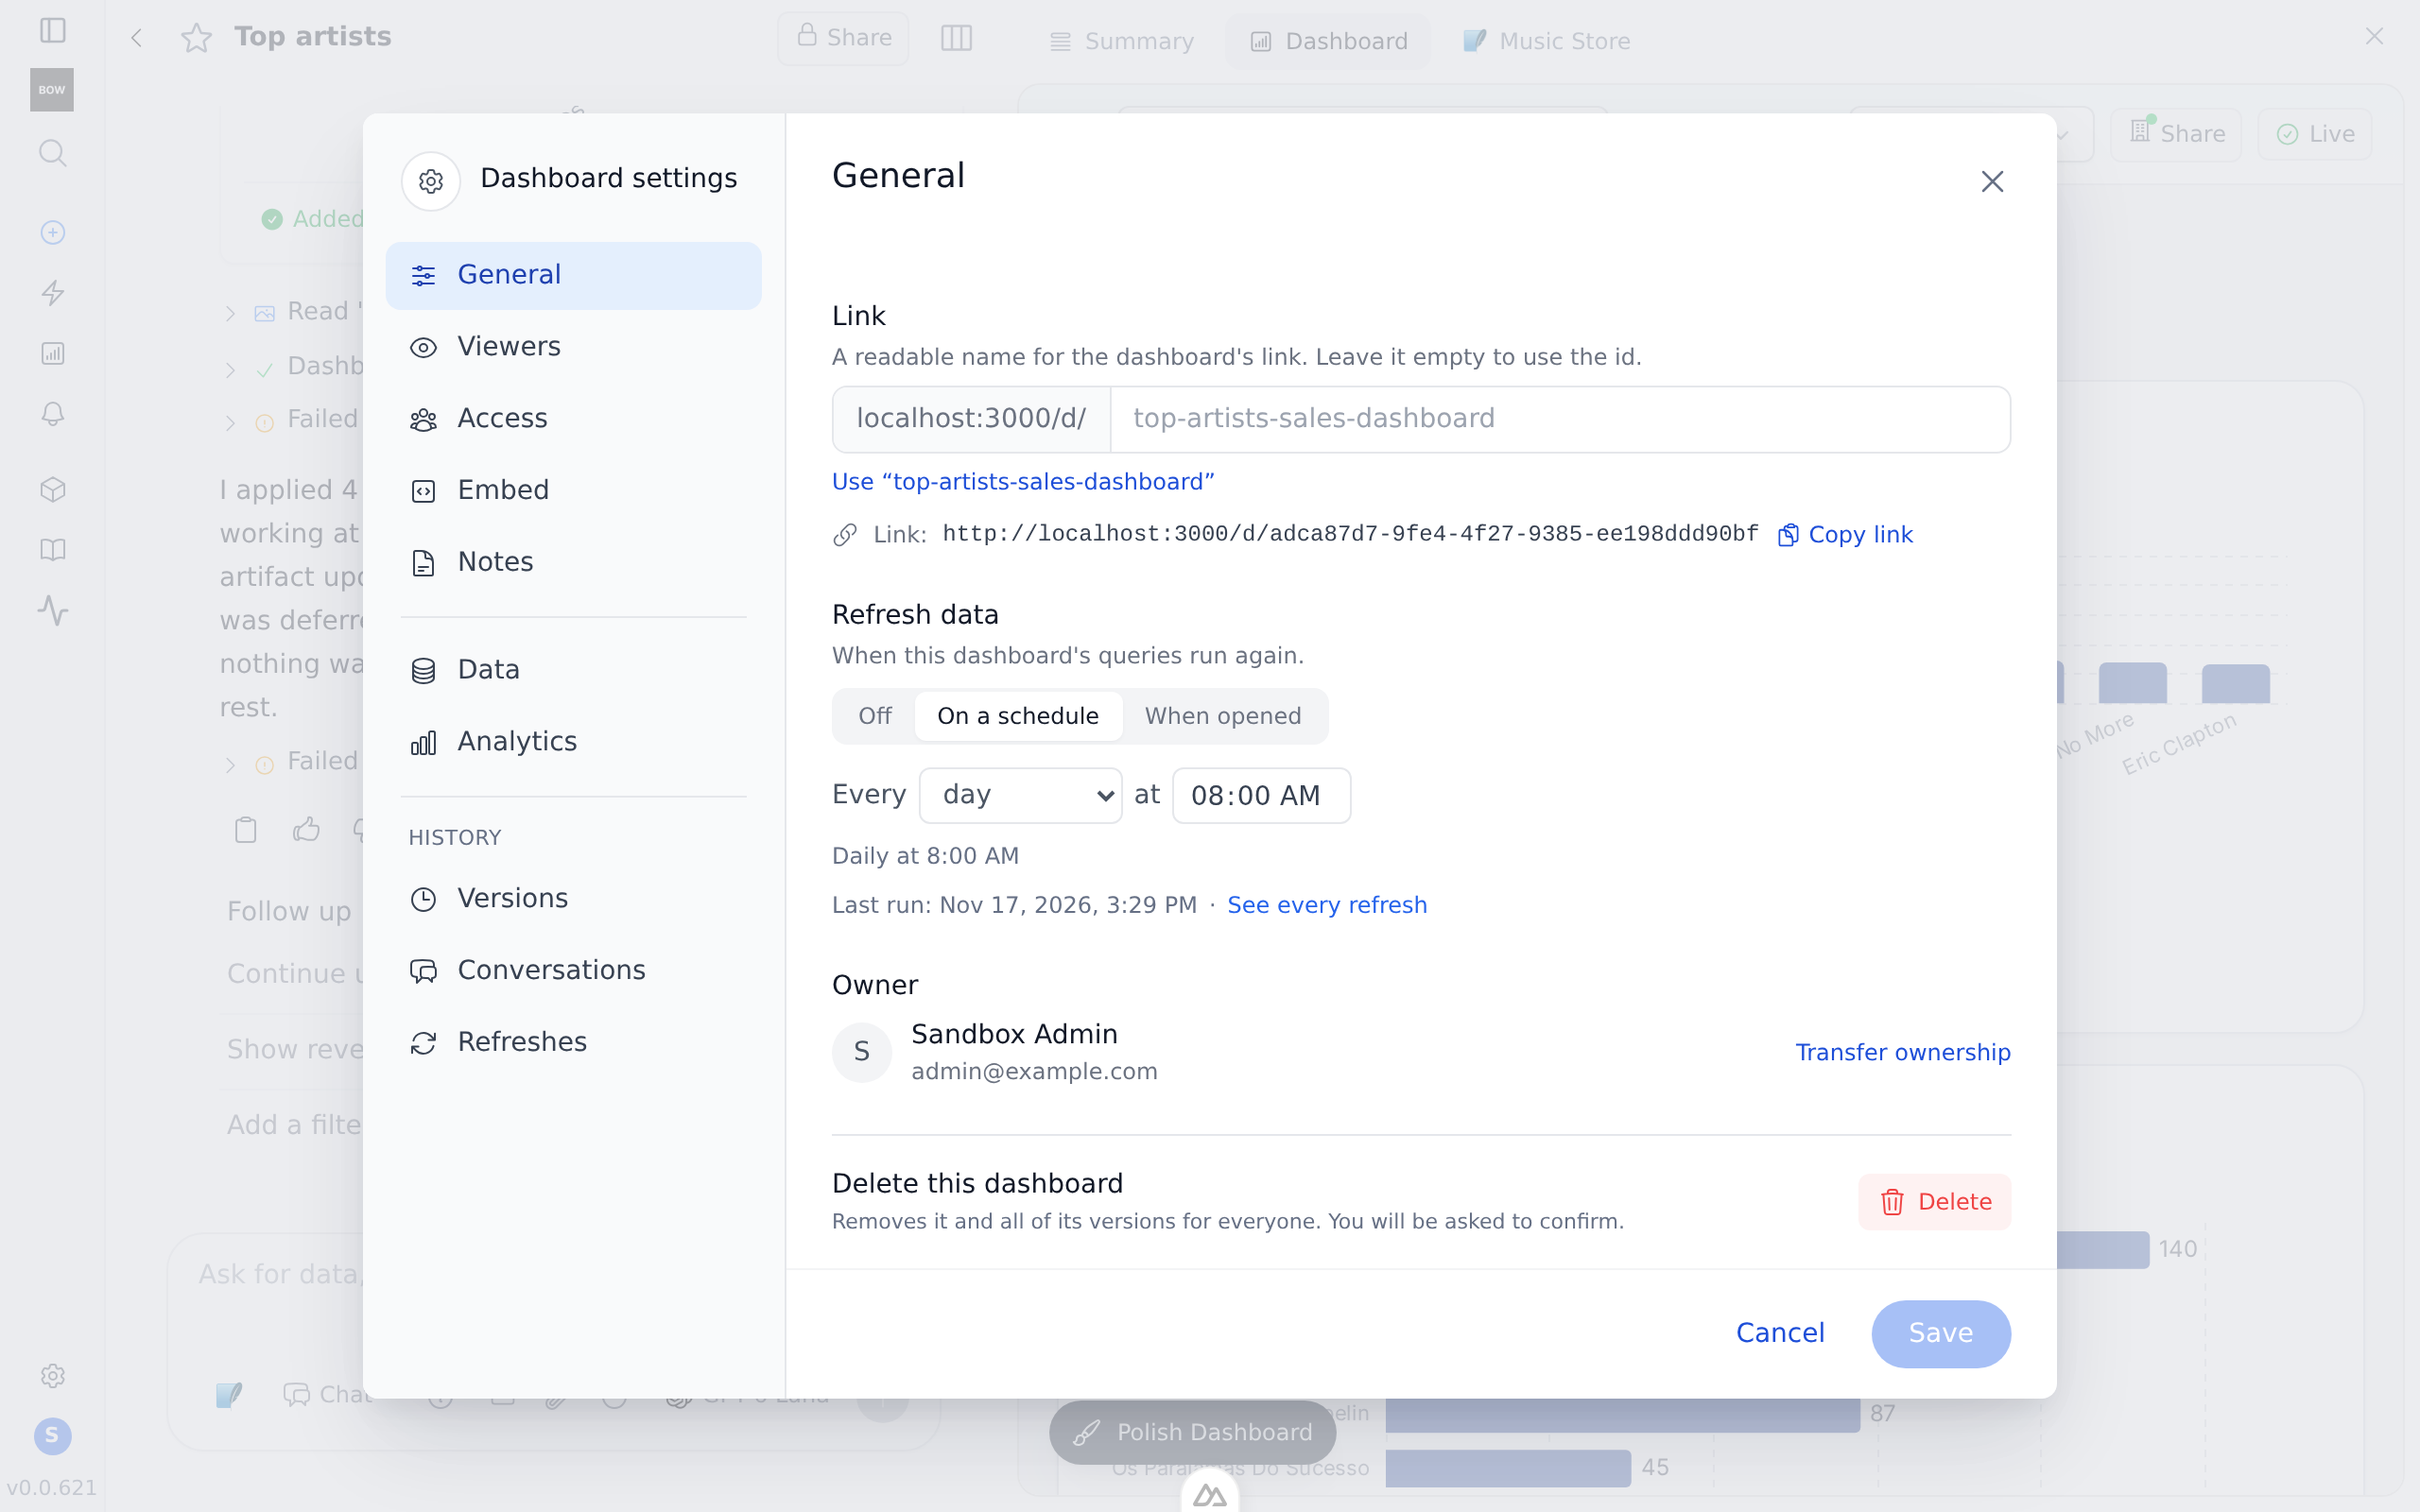 Top artists
Share
Summary
Dashboard
Music Store
BOW
Share
Live
Added
Read '
Dashb
Failed
I applied 4
working at
artifact upd
was deferre
nothing wa
rest.
Failed
Follow up
Continue u
Show reve
Add a filte
Ask for data,
Chat
v0.0.621
S
Dashboard settings
General
Viewers
Access
Embed
Notes
Data
Analytics
HISTORY
Versions
Conversations
Refreshes
General
Link
A readable name for the dashboard's link. Leave it empty to use the id.
localhost:3000/d/ top-artists-sales-dashboard
Use “top-artists-sales-dashboard”
Link: http://localhost:3000/d/adca87d7-9fe4-4f27-9385-ee198ddd90bf Copy link
Refresh data
When this dashboard's queries run again.
Off On a schedule When opened
Every day at 08:00 AM
Daily at 8:00 AM
Last run: Nov 17, 2026, 3:29 PM · See every refresh
Owner
S
Sandbox Admin
admin@example.com
Transfer ownership
Delete this dashboard
Removes it and all of its versions for everyone. You will be asked to confirm.
Delete
Cancel Save
No More
Eric Clapton
140
elin
87
Polish Dashboard
Os Paralamas Do Sucesso
45